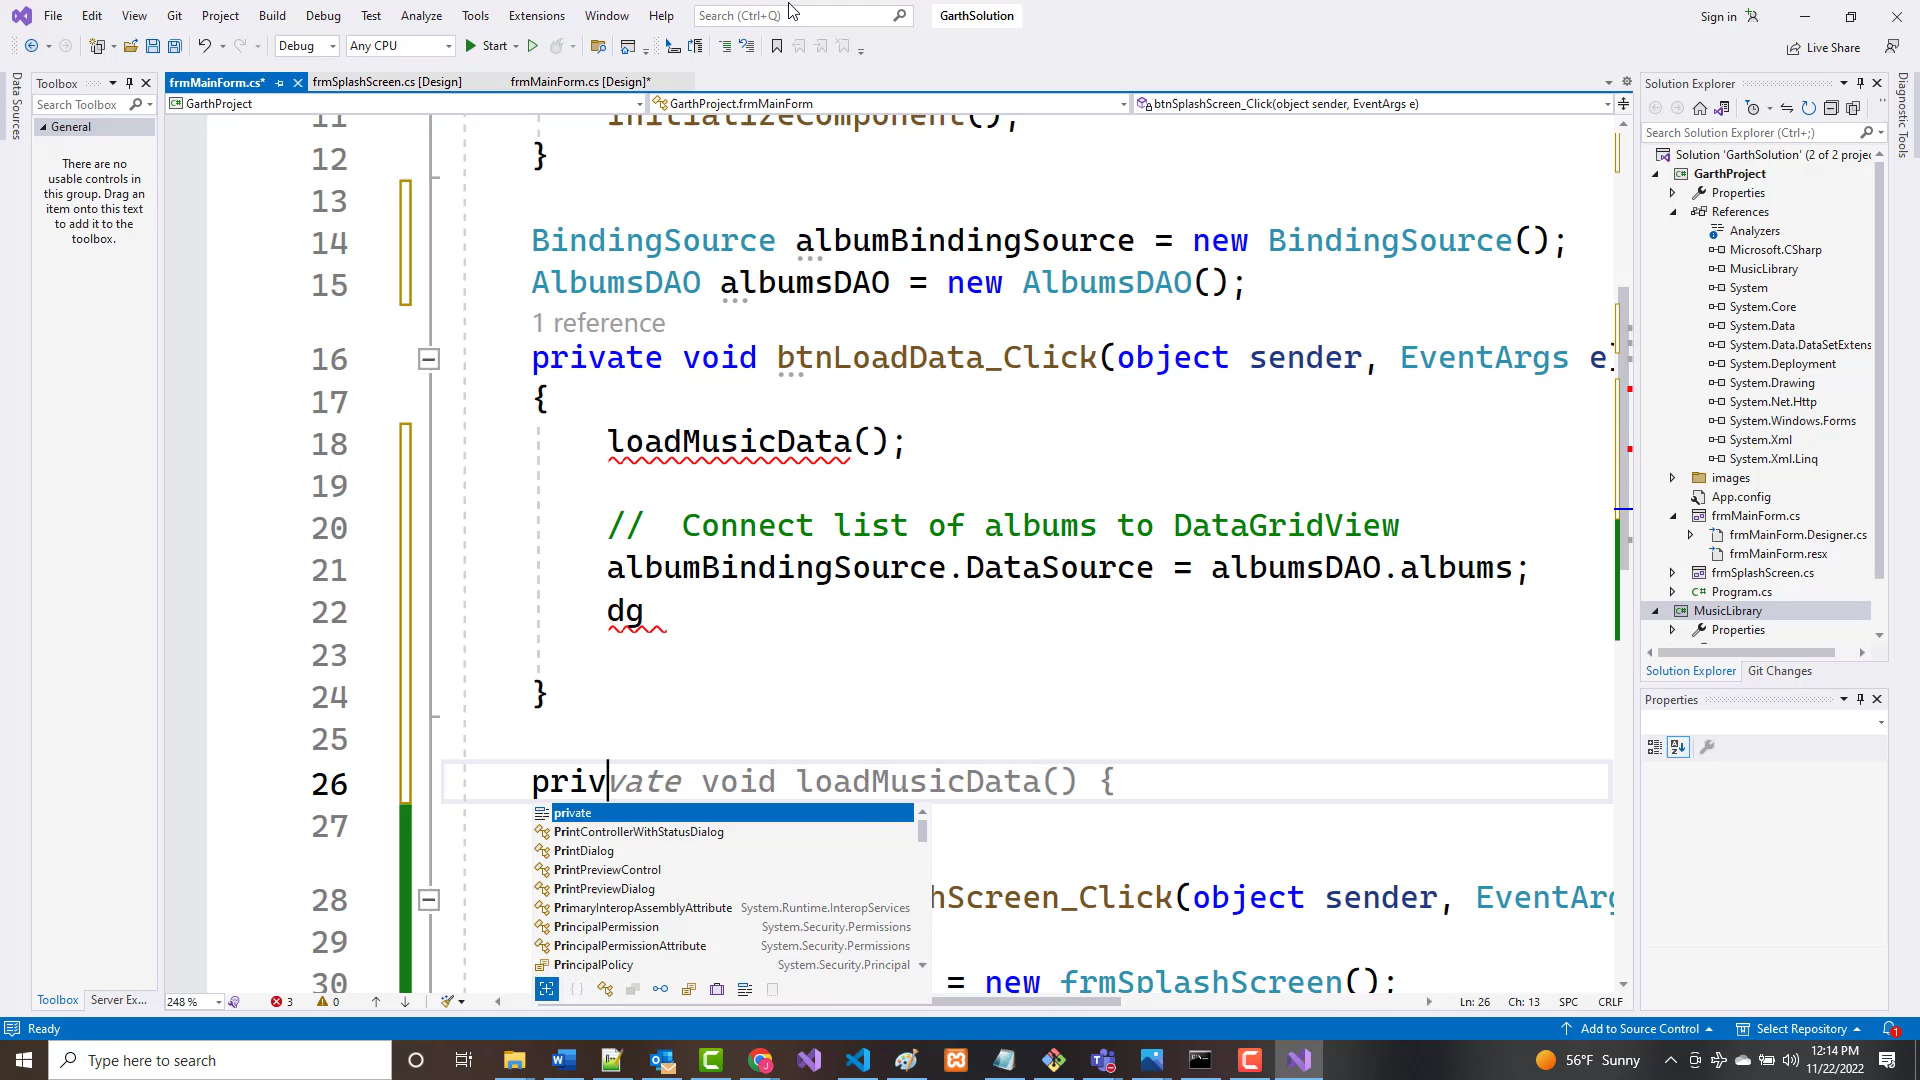 File Edit View Git Project Build Debug Test Analyze Tools Extensions Window Help Search (Ctrl+Q) GarthSolution Sign in
Debug Any CPU Start Live Share
Data Sources
Toolbox
Search Toolbox
General
There are no
usable controls in
this group. Drag an
item onto this text
to add it to the
toolbox.
Toolbox Server Ex...
frmMainForm.cs* frmSplashScreen.cs [Design] frmMainForm.cs [Design]*
GarthProject GarthProject.frmMainForm btnSplashScreen_Click(object sender, EventArgs e)
11 InitializeComponent();
12 }
13
14 BindingSource albumBindingSource = new BindingSource();
15 AlbumsDAO albumsDAO = new AlbumsDAO();
1 reference
16 private void btnLoadData_Click(object sender, EventArgs e)
17 {
18 loadMusicData();
19
20 // Connect list of albums to DataGridView
21 albumBindingSource.DataSource = albumsDAO.albums;
22 dg
23
24 }
25
26 privvate void loadMusicData() {
private
PrintControllerWithStatusDialog
PrintDialog
PrintPreviewControl
PrintPreviewDialog
PrimaryInteropAssemblyAttribute System.Runtime.InteropServices
PrincipalPermission System.Security.Permissions
PrincipalPermissionAttribute System.Security.Permissions
PrincipalPolicy System.Security.Principal
27
28 hScreen_Click(object sender, EventArg
29
30 = new frmSplashScreen();
248 % 3 0 Ln: 26 Ch: 13 SPC CRLF
Solution Explorer
Search Solution Explorer (Ctrl+;)
Solution 'GarthSolution' (2 of 2 projec
GarthProject
Properties
References
Analyzers
Microsoft.CSharp
MusicLibrary
System
System.Core
System.Data
System.Data.DataSetExtens
System.Deployment
System.Drawing
System.Net.Http
System.Windows.Forms
System.Xml
System.Xml.Linq
images
App.config
frmMainForm.cs
frmMainForm.Designer.cs
frmMainForm.resx
frmSplashScreen.cs
Program.cs
MusicLibrary
Properties
Solution Explorer Git Changes
Properties
Diagnostic Tools
Ready Add to Source Control Select Repository 1
Type here to search 56°F Sunny 12:14 PM
11/22/2022